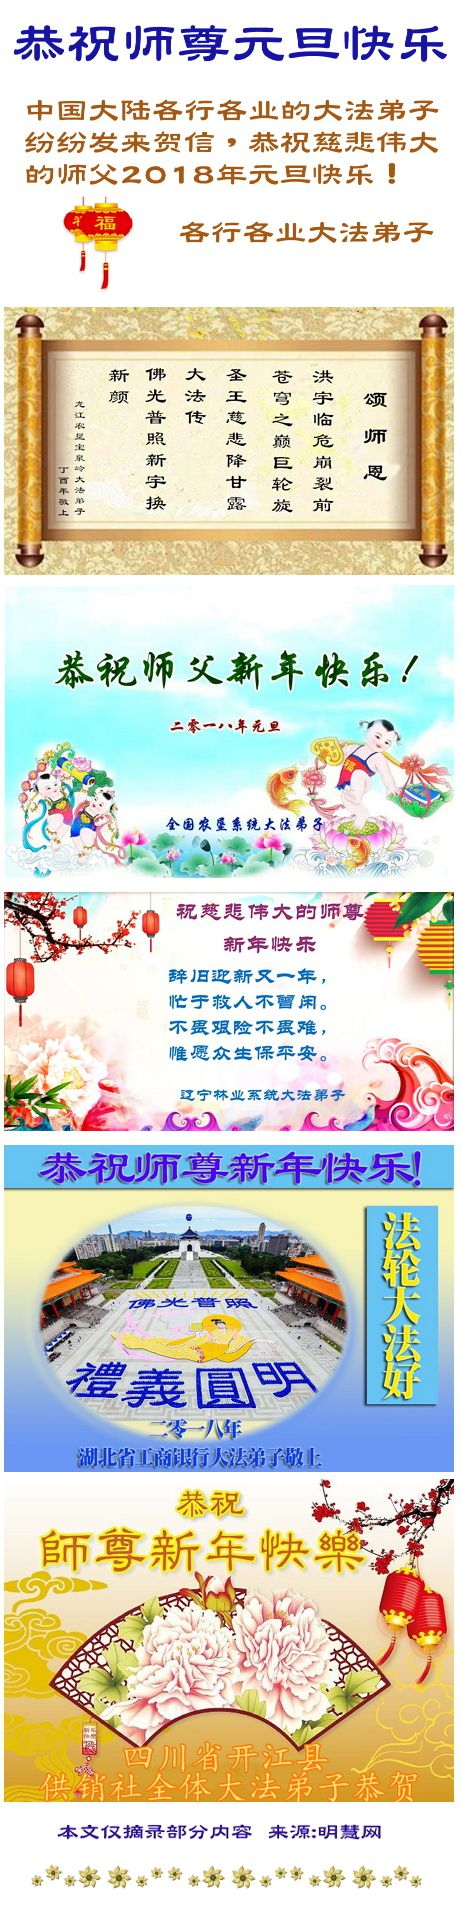 恭祝师尊元旦快乐
中国大陆各行各业的大法弟子
纷纷发来贺信，恭祝慈悲伟大
的师父2018年元旦快乐！
福
各行各业大法弟子
颂师恩
洪宇临危崩裂前
苍穹之巅巨轮旋
圣王慈悲降甘露
大法传
佛光普照新宇换
新颜
龙江农垦宝泉岭大法弟子
丁酉年敬上
恭祝师父新年快乐！
二零一八年元旦
全国农垦系统大法弟子
祝慈悲伟大的师尊
新年快乐
辞旧迎新又一年，
忙于救人不暂闲。
不畏艰险不畏难，
惟愿众生保平安。
辽宁林业系统大法弟子
恭祝师尊新年快乐！
法轮大法好
佛光普照
禮義圓明
二零一八年
湖北省工商银行大法弟子敬上
恭祝
師尊新年快樂
四川省开江县
供销社全体大法弟子恭贺
本文仅摘录部分内容 来源:明慧网